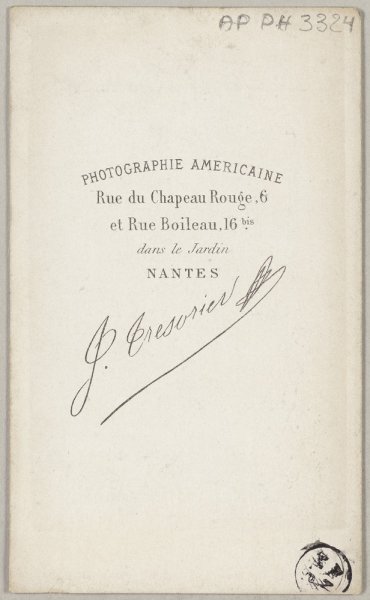 AP PH 3324
PHOTOGRAPHIE AMERICAINE
Rue du Chapeau Rouge, 6
et Rue Boileau, 16 bis
dans le Jardin
NANTES
J. Tresorier